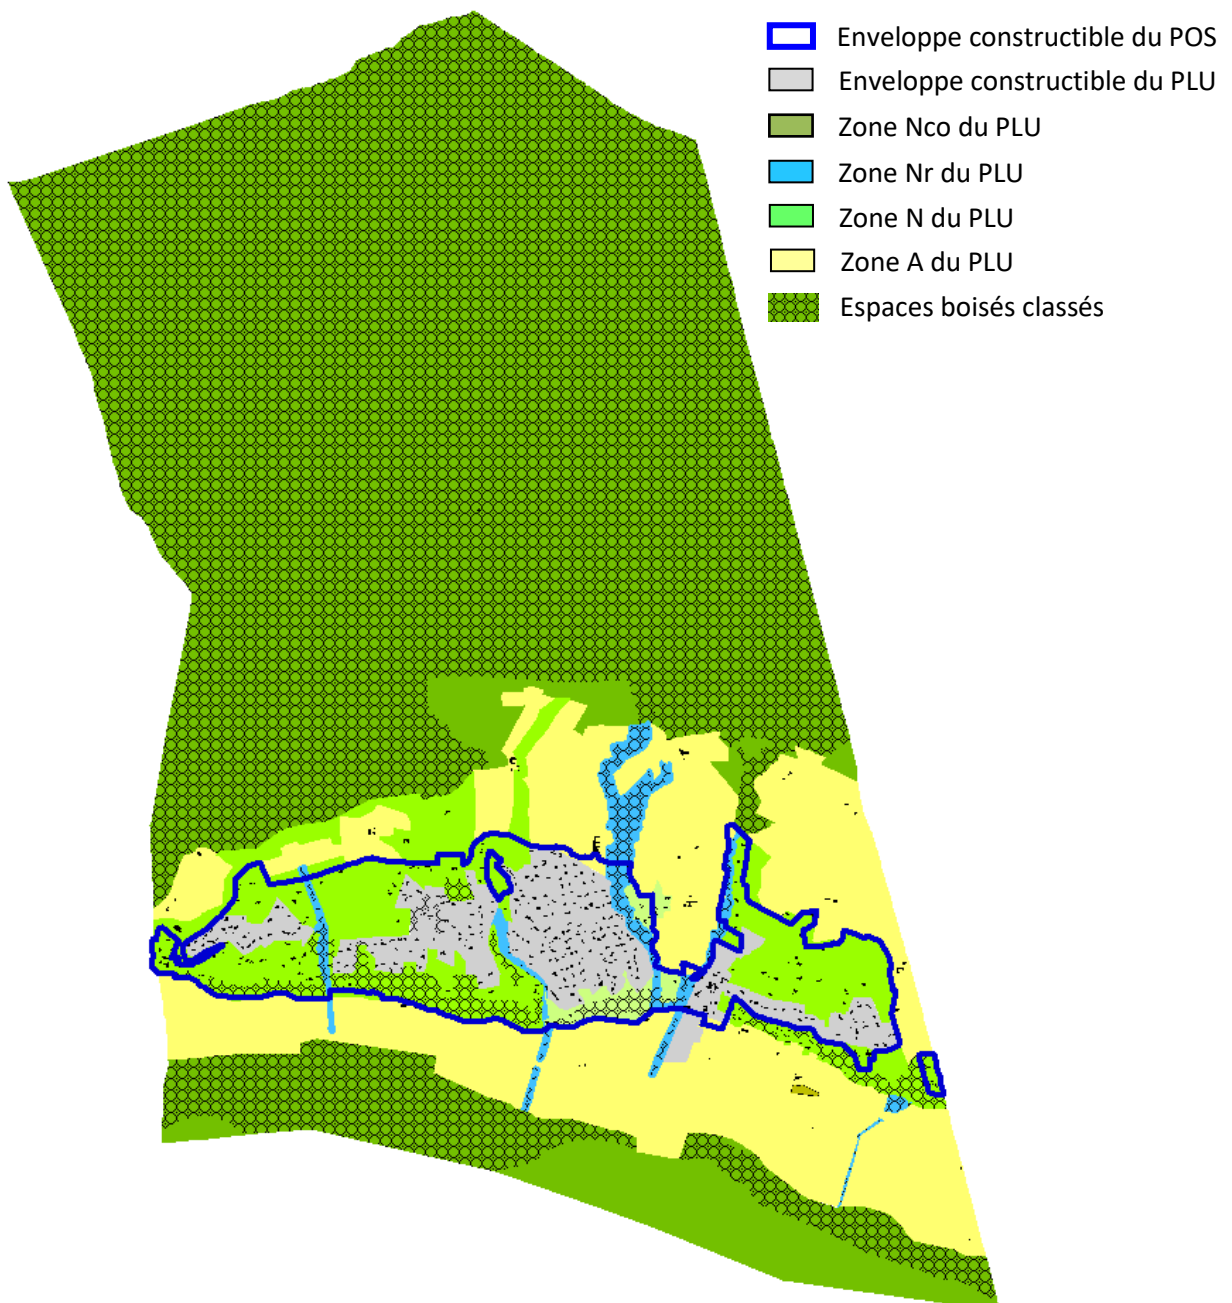 Enveloppe constructible du POS
Enveloppe constructible du PLU
Zone Nco du PLU
Zone Nr du PLU
Zone N du PLU
Zone A du PLU
Espaces boisés classés